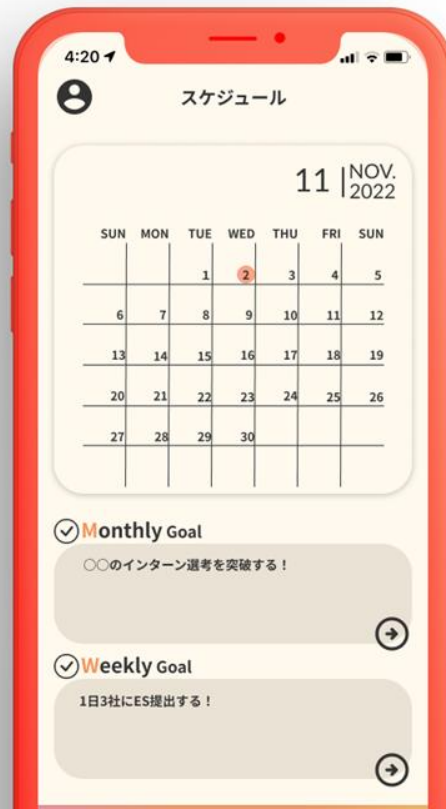 4:20
スケジュール
11 NOV.
2022
SUN MON TUE WED THU FRI SUN
1 2 3 4 5
6 7 8 9 10 11 12
13 14 15 16 17 18 19
20 21 22 23 24 25 26
27 28 29 30
Monthly Goal
○○のインターン選考を突破する！
Weekly Goal
1日3社にES提出する！